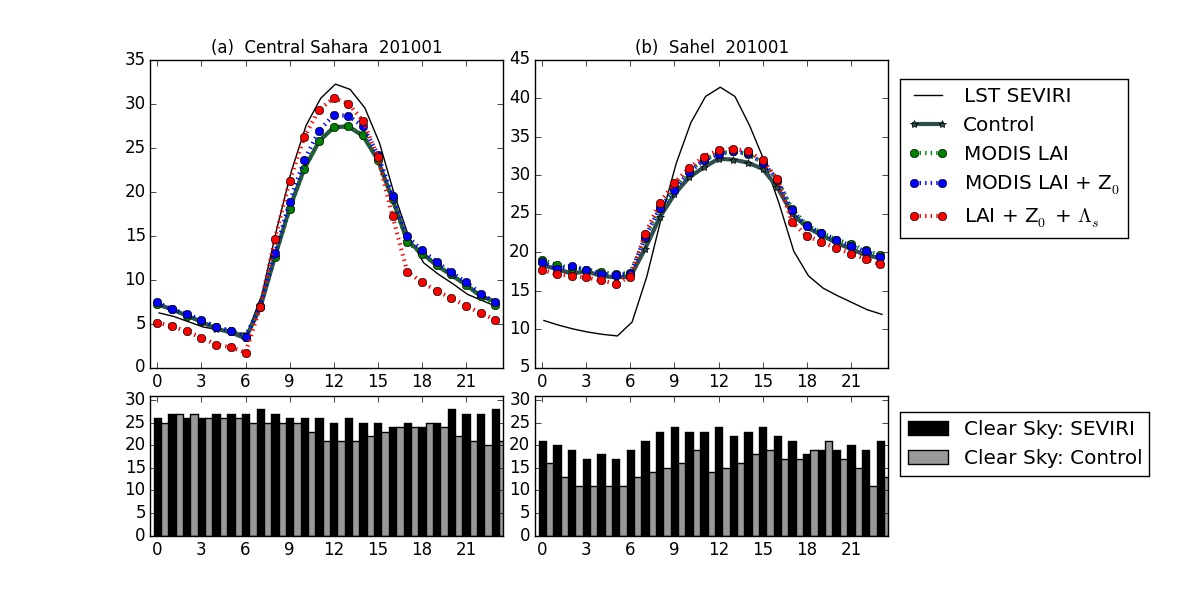 (a) Central Sahara 201001
35
30
25
20
15
10
5
0
0 3 6 9 12 15 18 21
(b) Sahel 201001
45
40
35
30
25
20
15
10
5
0 3 6 9 12 15 18 21
LST SEVIRI
Control
MODIS LAI
MODIS LAI + Z₀
LAI + Z₀ + Λₛ
30
25
20
15
10
5
0
0 3 6 9 12 15 18 21
30
25
20
15
10
5
0
0 3 6 9 12 15 18 21
Clear Sky: SEVIRI
Clear Sky: Control